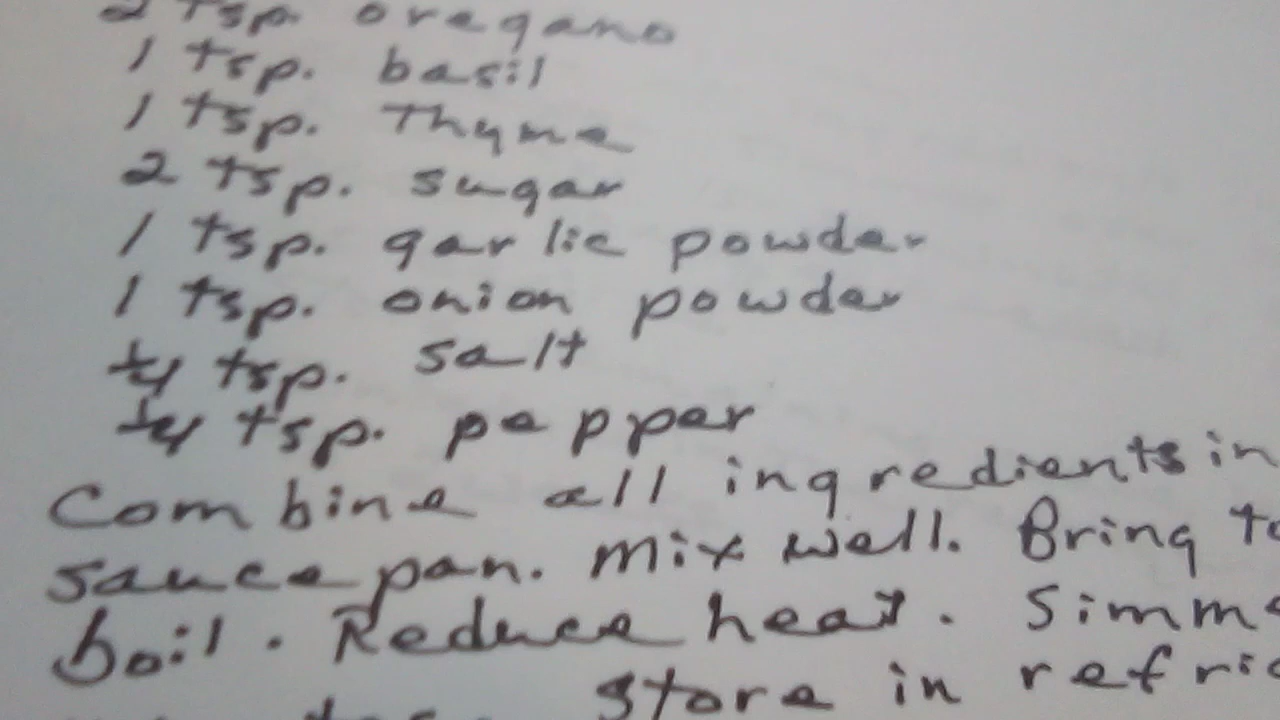 2 tsp. oregano
1 tsp. basil
1 tsp. Thyme
2 tsp. sugar
1 tsp. garlic powder
1 tsp. onion powder
1/4 tsp. salt
1/4 tsp. pepper
Combine all ingredients in
sauce pan. Mix well. Bring to
boil. Reduce heat. Simm
Store in refri